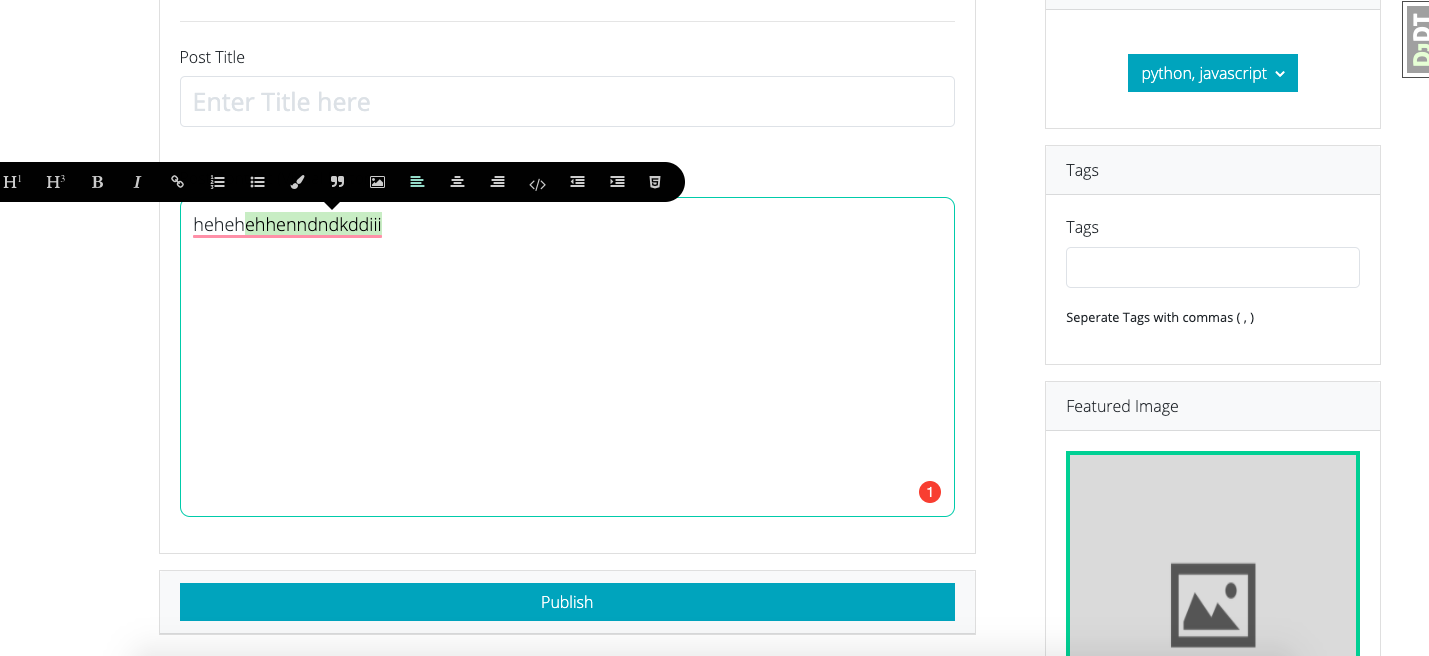 Post Title
Enter Title here
H1 H3 B I </>
hehehehhenndndkddiii
1
Publish
python, javascript
Tags
Tags
Seperate Tags with commas ( , )
Featured Image
DjDT